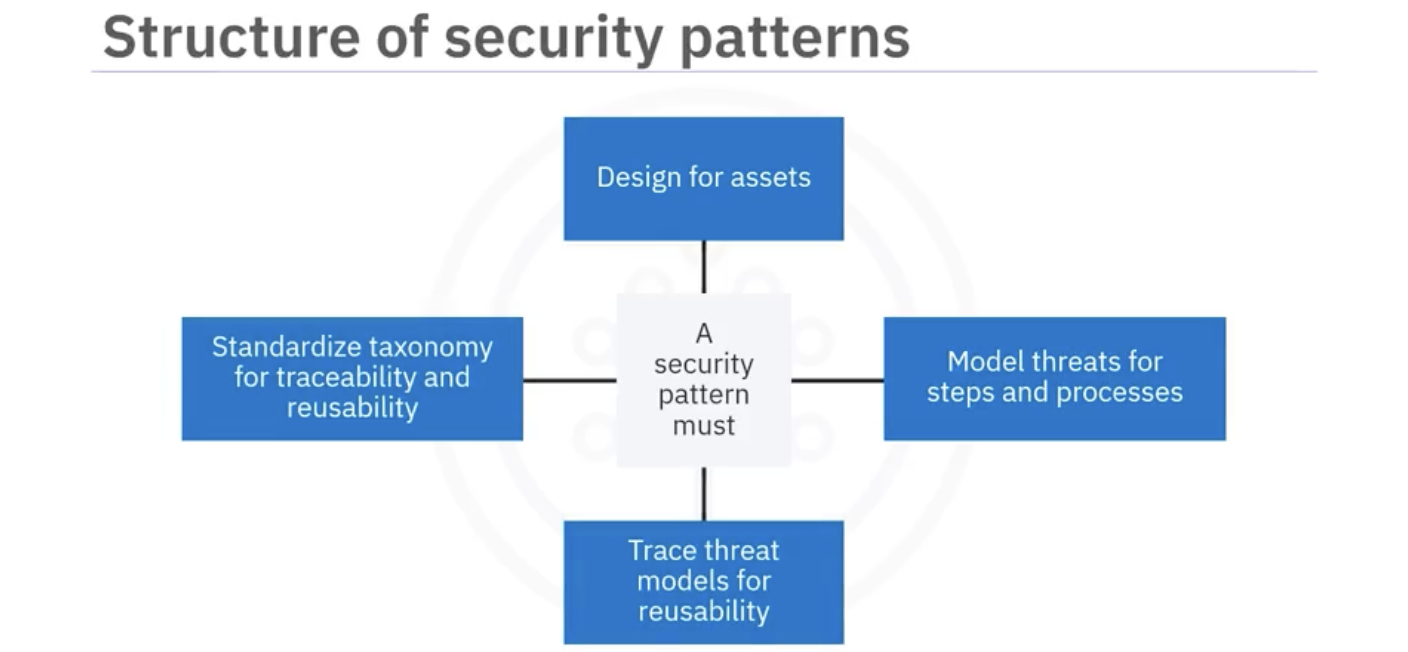 Structure of security patterns
Design for assets
Standardize taxonomy
for traceability and
reusability
A
security
pattern
must
Model threats for
steps and processes
Trace threat
models for
reusability